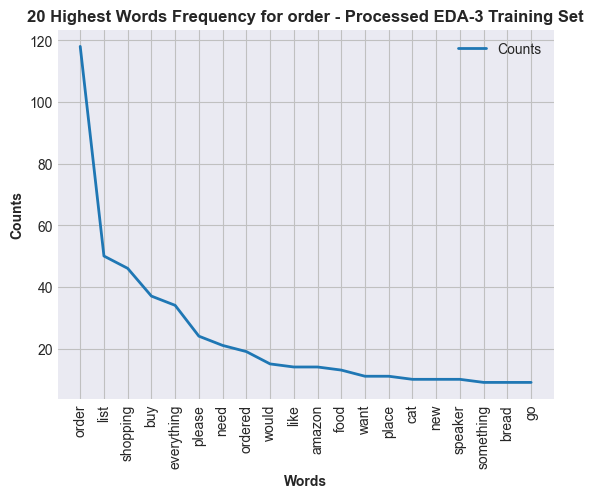 20 Highest Words Frequency for order - Processed EDA-3 Training Set
Counts
120
100
80
60
40
20
Counts
order
list
shopping
buy
everything
please
need
ordered
would
like
amazon
food
want
place
cat
new
speaker
something
bread
go
Words